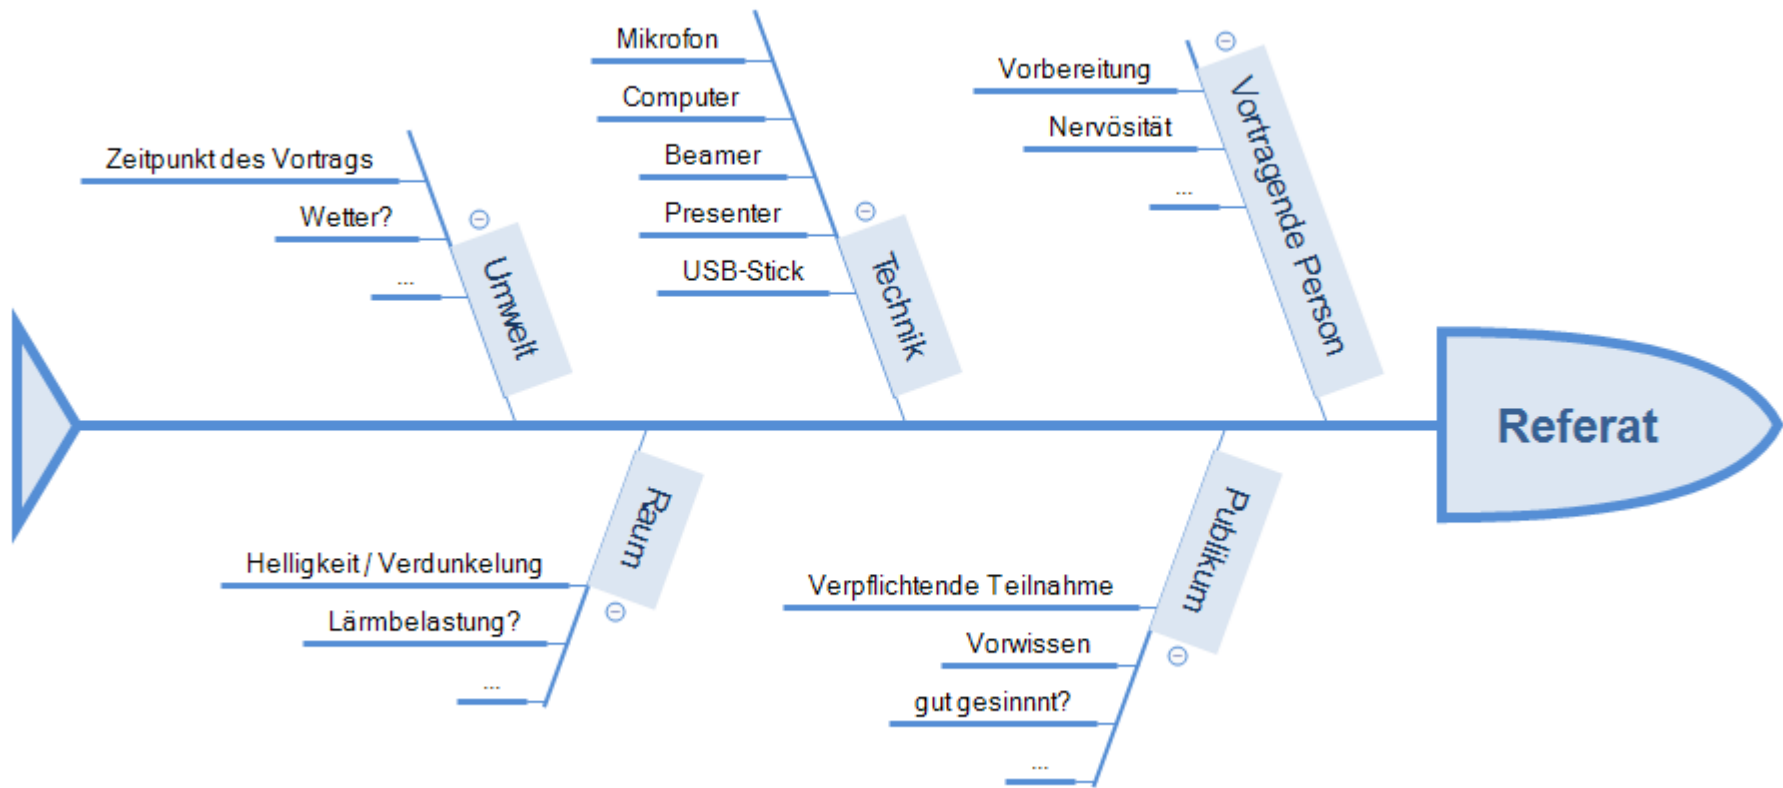 Mikrofon
Computer
Beamer
Presenter
USB-Stick
Technik
Vorbereitung
Nervösität
...
Vortragende Person
Zeitpunkt des Vortrags
Wetter?
...
Umwelt
Referat
Raum
Helligkeit / Verdunkelung
Lärmbelastung?
...
Publikum
Verpflichtende Teilnahme
Vorwissen
gut gesinnnt?
...